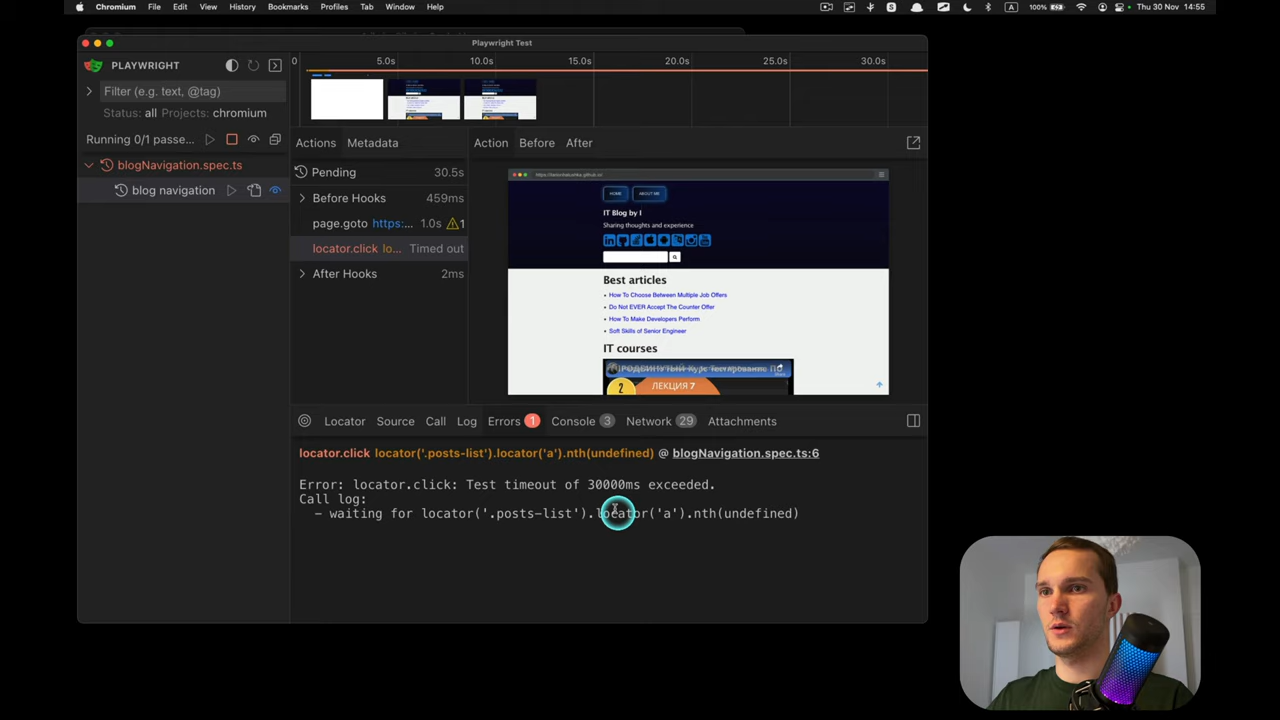 Chromium File Edit View History Bookmarks Profiles Tab Window Help 100% Thu 30 Nov 14:55
Playwright Test
PLAYWRIGHT
Filter (e.g. text, @tag)
Status: all Projects: chromium
Running 0/1 passe...
blogNavigation.spec.ts
blog navigation
0 5.0s 10.0s 15.0s 20.0s 25.0s 30.0s
Actions Metadata
Pending 30.5s
Before Hooks 459ms
page.goto https:... 1.0s 1
locator.click lo... Timed out
After Hooks 2ms
Action Before After
HOME ABOUT ME
IT Blog by I
Sharing thoughts and experience
Best articles
How To Choose Between Multiple Job Offers
Do Not EVER Accept The Counter Offer
How To Make Developers Perform
Soft Skills of Senior Engineer
IT courses
2 ЛЕКЦИЯ 7
Locator Source Call Log Errors 1 Console 3 Network 29 Attachments
locator.click locator('.posts-list').locator('a').nth(undefined) @ blogNavigation.spec.ts:6
Error: locator.click: Test timeout of 30000ms exceeded.
Call log:
- waiting for locator('.posts-list').locator('a').nth(undefined)